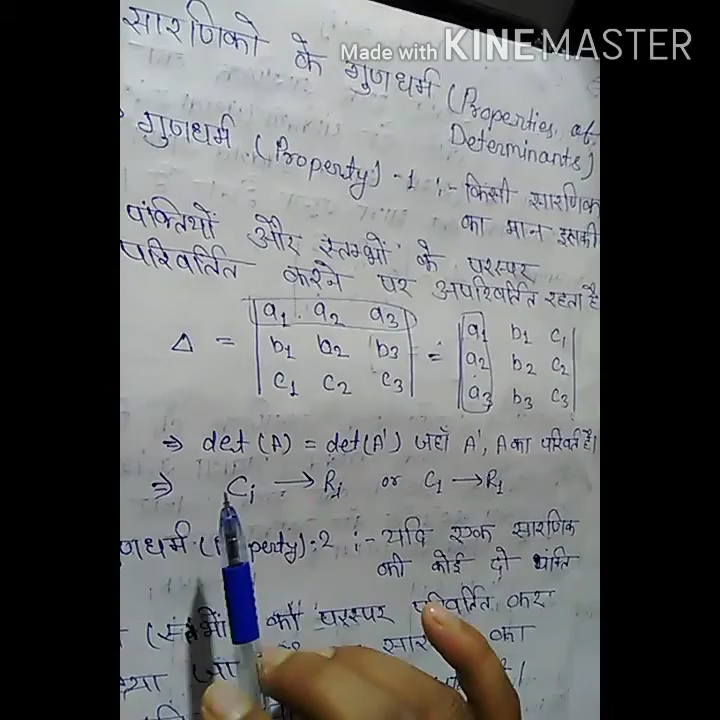 Made with KINEMASTER
सारणिको के गुणधर्म (Properties of
Determinants)
गुणधर्म (Property) -1 :- किसी सारणिक
का मान इसकी
पंक्तियों और स्तम्भों के परस्पर
परिवर्तित करने पर अपरिवर्तित रहता है
a1 a2 a3 a1 b1 c1
Δ = b1 b2 b3 = a2 b2 c2
c1 c2 c3 a3 b3 c3
⇒ det (A) = det (A') जहाँ A', A का परिवर्त है।
⇒ Ci → Ri or C1 → R1
:2 :- यदि एक सारणिक
की कोई दो पंक्ति
को परस्पर परिवर्तित कर
का